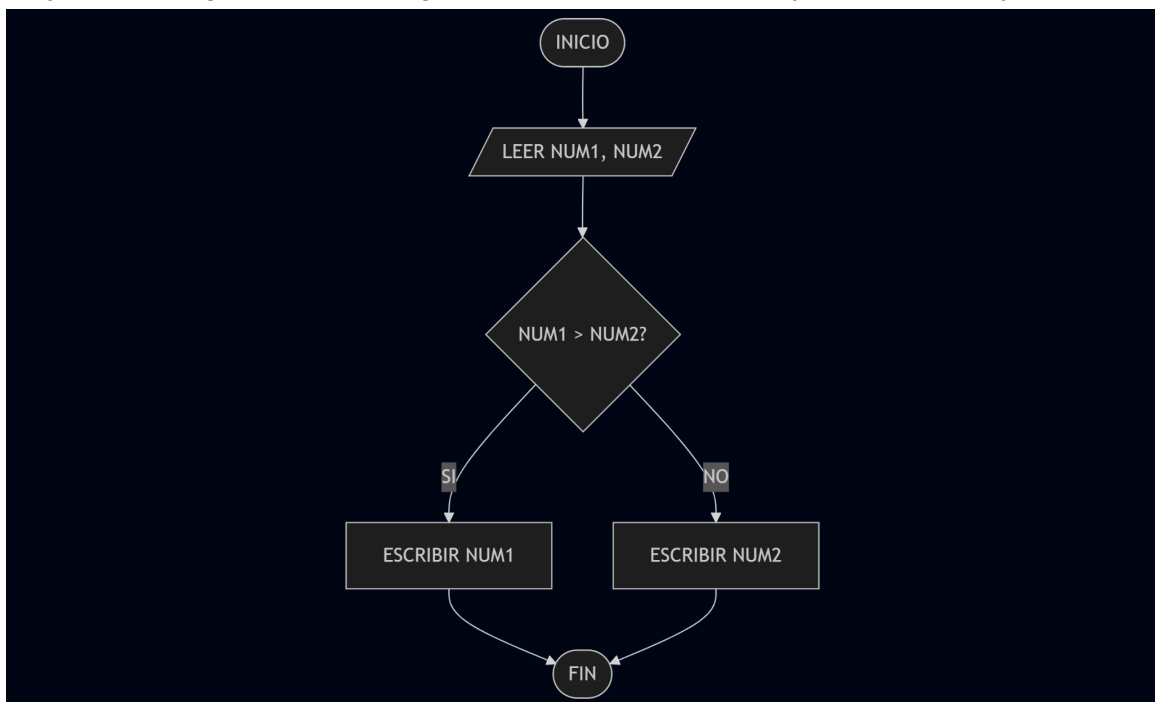 INICIO
LEER NUM1, NUM2
NUM1 > NUM2?
SI
NO
ESCRIBIR NUM1
ESCRIBIR NUM2
FIN